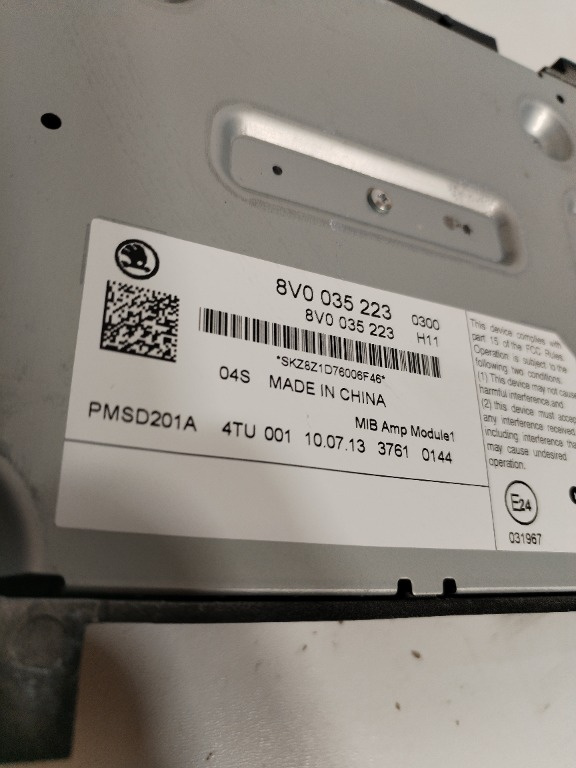 8V0 035 223 0300
8V0 035 223 H11
*SKZ8Z1D76006F46*
04S MADE IN CHINA
MIB Amp Module1
PMSD201A 4TU 001 10.07.13 3761 0144
This device complies with
part 15 of the FCC Rules.
Operation is subject to the
following two conditions:
(1) This device may not cause
harmful interference,and
(2) this device must accept
any interference received,
including interference that
may cause undesired
operation.
E24
031967